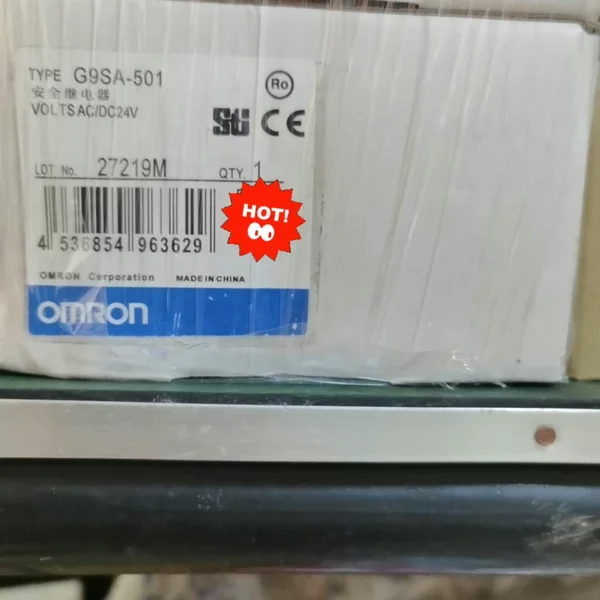 TYPE G9SA-501
安全继电器
VOLTS AC/DC24V
Ro
Sti CE
LOT No. 27219M QTY. 1
HOT!
4 536854 963629
OMRON Corporation MADE IN CHINA
OMRON